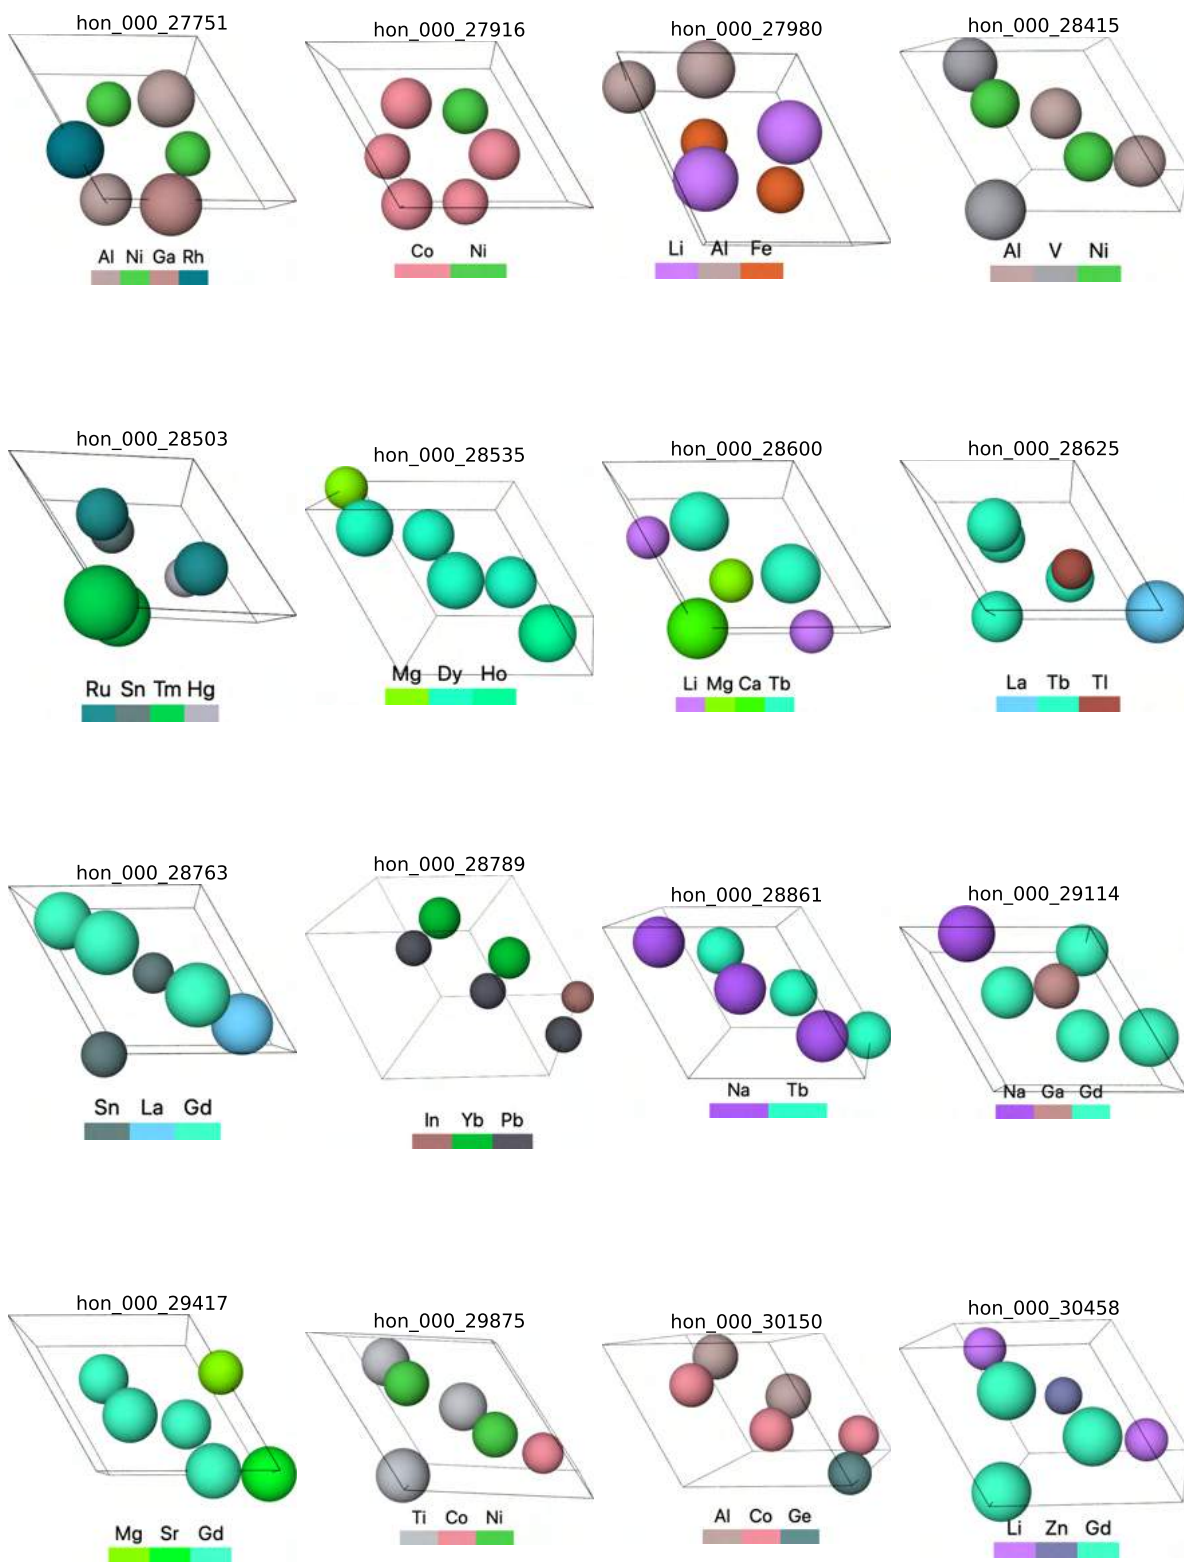 hon_000_27751
hon_000_27916
hon_000_27980
hon_000_28415
Al Ni Ga Rh
Co Ni
Li Al Fe
Al V Ni
hon_000_28503
hon_000_28535
hon_000_28600
hon_000_28625
Ru Sn Tm Hg
Mg Dy Ho
Li Mg Ca Tb
La Tb Tl
hon_000_28763
hon_000_28789
hon_000_28861
hon_000_29114
Sn La Gd
In Yb Pb
Na Tb
Na Ga Gd
hon_000_29417
hon_000_29875
hon_000_30150
hon_000_30458
Mg Sr Gd
Ti Co Ni
Al Co Ge
Li Zn Gd